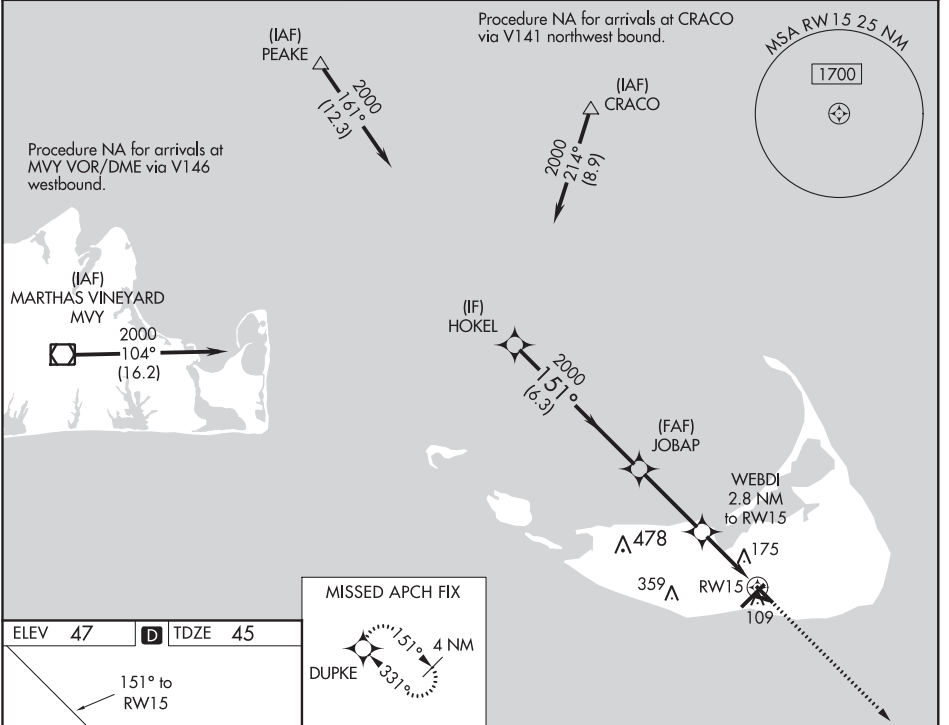 Procedure NA for arrivals at CRACO
via V141 northwest bound.
MSA RW 15 25 NM
1700
(IAF)
PEAKE
2000
161°
(12.3)
(IAF)
CRACO
2000
214°
(8.9)
Procedure NA for arrivals at
MVY VOR/DME via V146
westbound.
(IAF)
MARTHAS VINEYARD
MVY
2000
104°
(16.2)
(IF)
HOKEL
2000
151°
(6.3)
(FAF)
JOBAP
WEBDI
2.8 NM
to RW15
478
175
359
RW15
109
MISSED APCH FIX
DUPKE
151°
4 NM
331°
ELEV 47 D TDZE 45
151° to
RW15